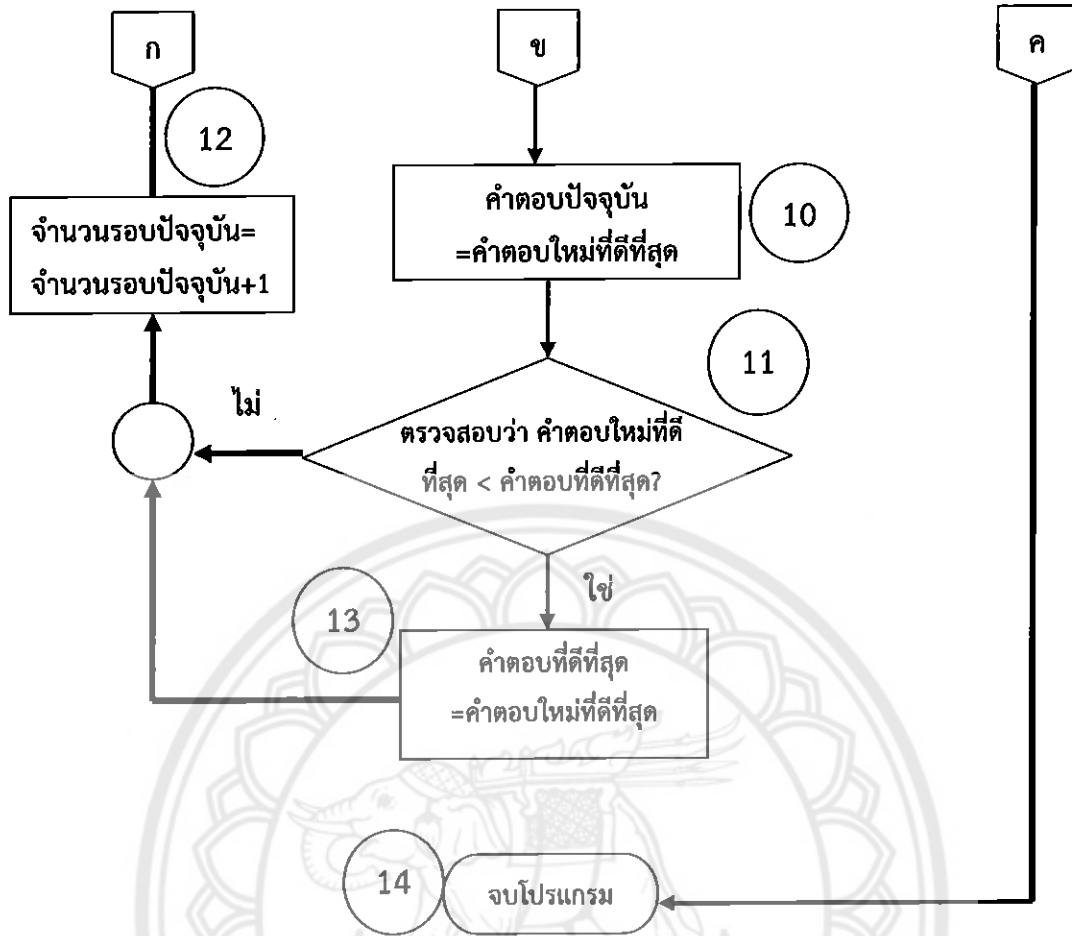 ก
ข
ค
12
จำนวนรอบปัจจุบัน=
จำนวนรอบปัจจุบัน+1
คำตอบปัจจุบัน
=คำตอบใหม่ที่ดีที่สุด
10
11
ไม่
ตรวจสอบว่า คำตอบใหม่ที่ดี
ที่สุด < คำตอบที่ดีที่สุด?
ใช่
13
คำตอบที่ดีที่สุด
=คำตอบใหม่ที่ดีที่สุด
14
จบโปรแกรม